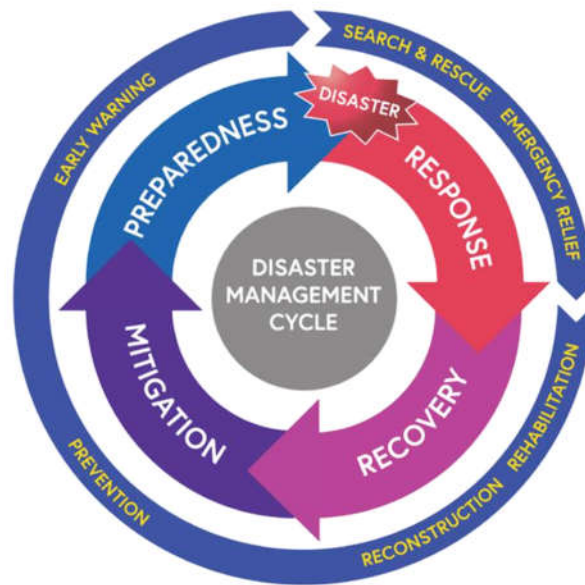 DISASTER
MANAGEMENT
CYCLE
DISASTER
RESPONSE
RECOVERY
MITIGATION
PREPAREDNESS
SEARCH & RESCUE
EMERGENCY RELIEF
REHABILITATION
RECONSTRUCTION
PREVENTION
EARLY WARNING